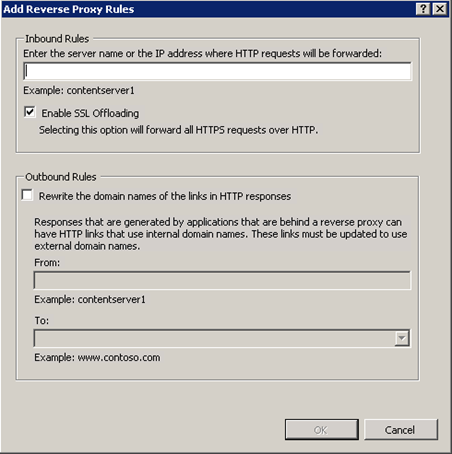 Add Reverse Proxy Rules
Inbound Rules
Enter the server name or the IP address where HTTP requests will be forwarded:
Example: contentserver1
Enable SSL Offloading
Selecting this option will forward all HTTPS requests over HTTP.
Outbound Rules
Rewrite the domain names of the links in HTTP responses
Responses that are generated by applications that are behind a reverse proxy can
have HTTP links that use internal domain names. These links must be updated to use
external domain names.
From:
Example: contentserver1
To:
Example: www.contoso.com
OK
Cancel